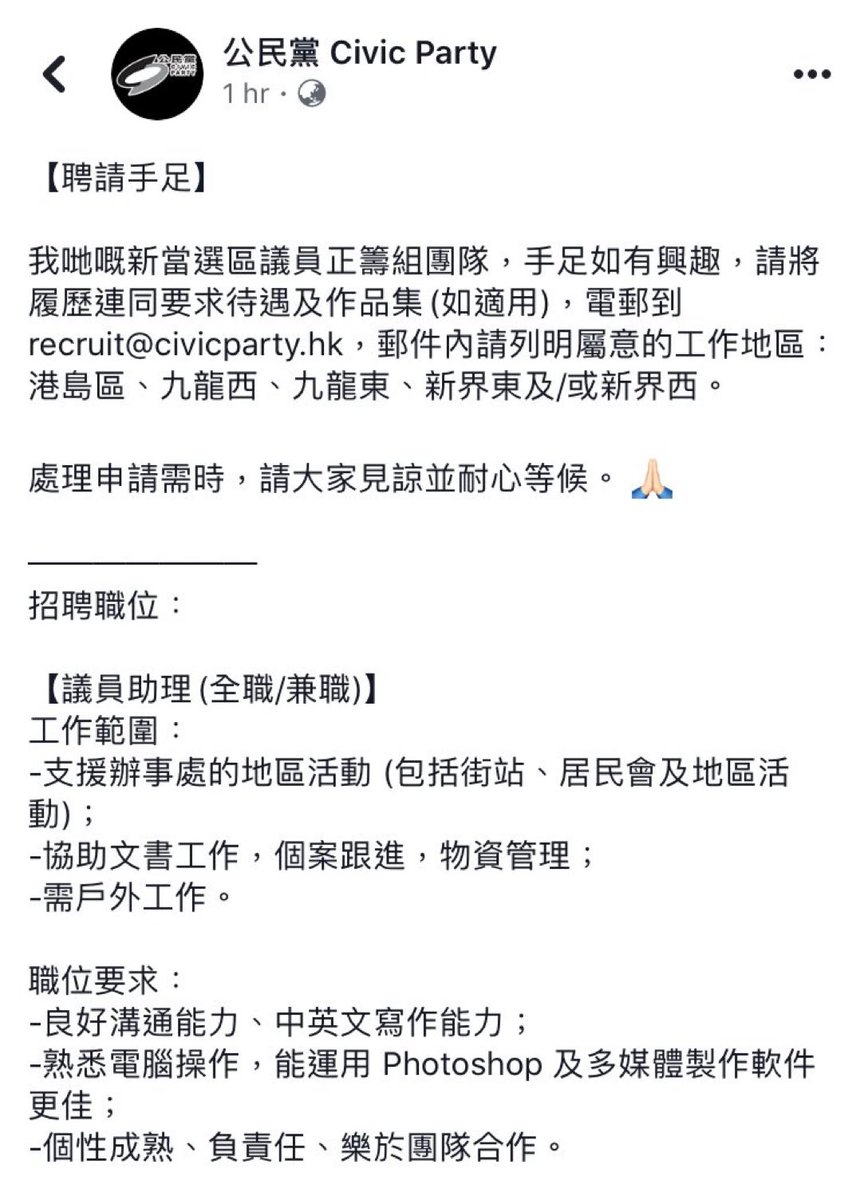 公民黨 Civic Party
公民黨
CIVIC
PARTY
1 hr ·
【聘請手足】
我哋嘅新當選區議員正籌組團隊，手足如有興趣，請將
履歷連同要求待遇及作品集 (如適用)，電郵到
recruit@civicparty.hk，郵件內請列明屬意的工作地區：
港島區、九龍西、九龍東、新界東及/或新界西。
處理申請需時，請大家見諒並耐心等候。🙏🏻
———————
招聘職位：
【議員助理 (全職/兼職)】
工作範圍：
-支援辦事處的地區活動 (包括街站、居民會及地區活
動)；
-協助文書工作，個案跟進，物資管理；
-需戶外工作。
職位要求：
-良好溝通能力、中英文寫作能力；
-熟悉電腦操作，能運用 Photoshop 及多媒體製作軟件
更佳；
-個性成熟、負責任、樂於團隊合作。